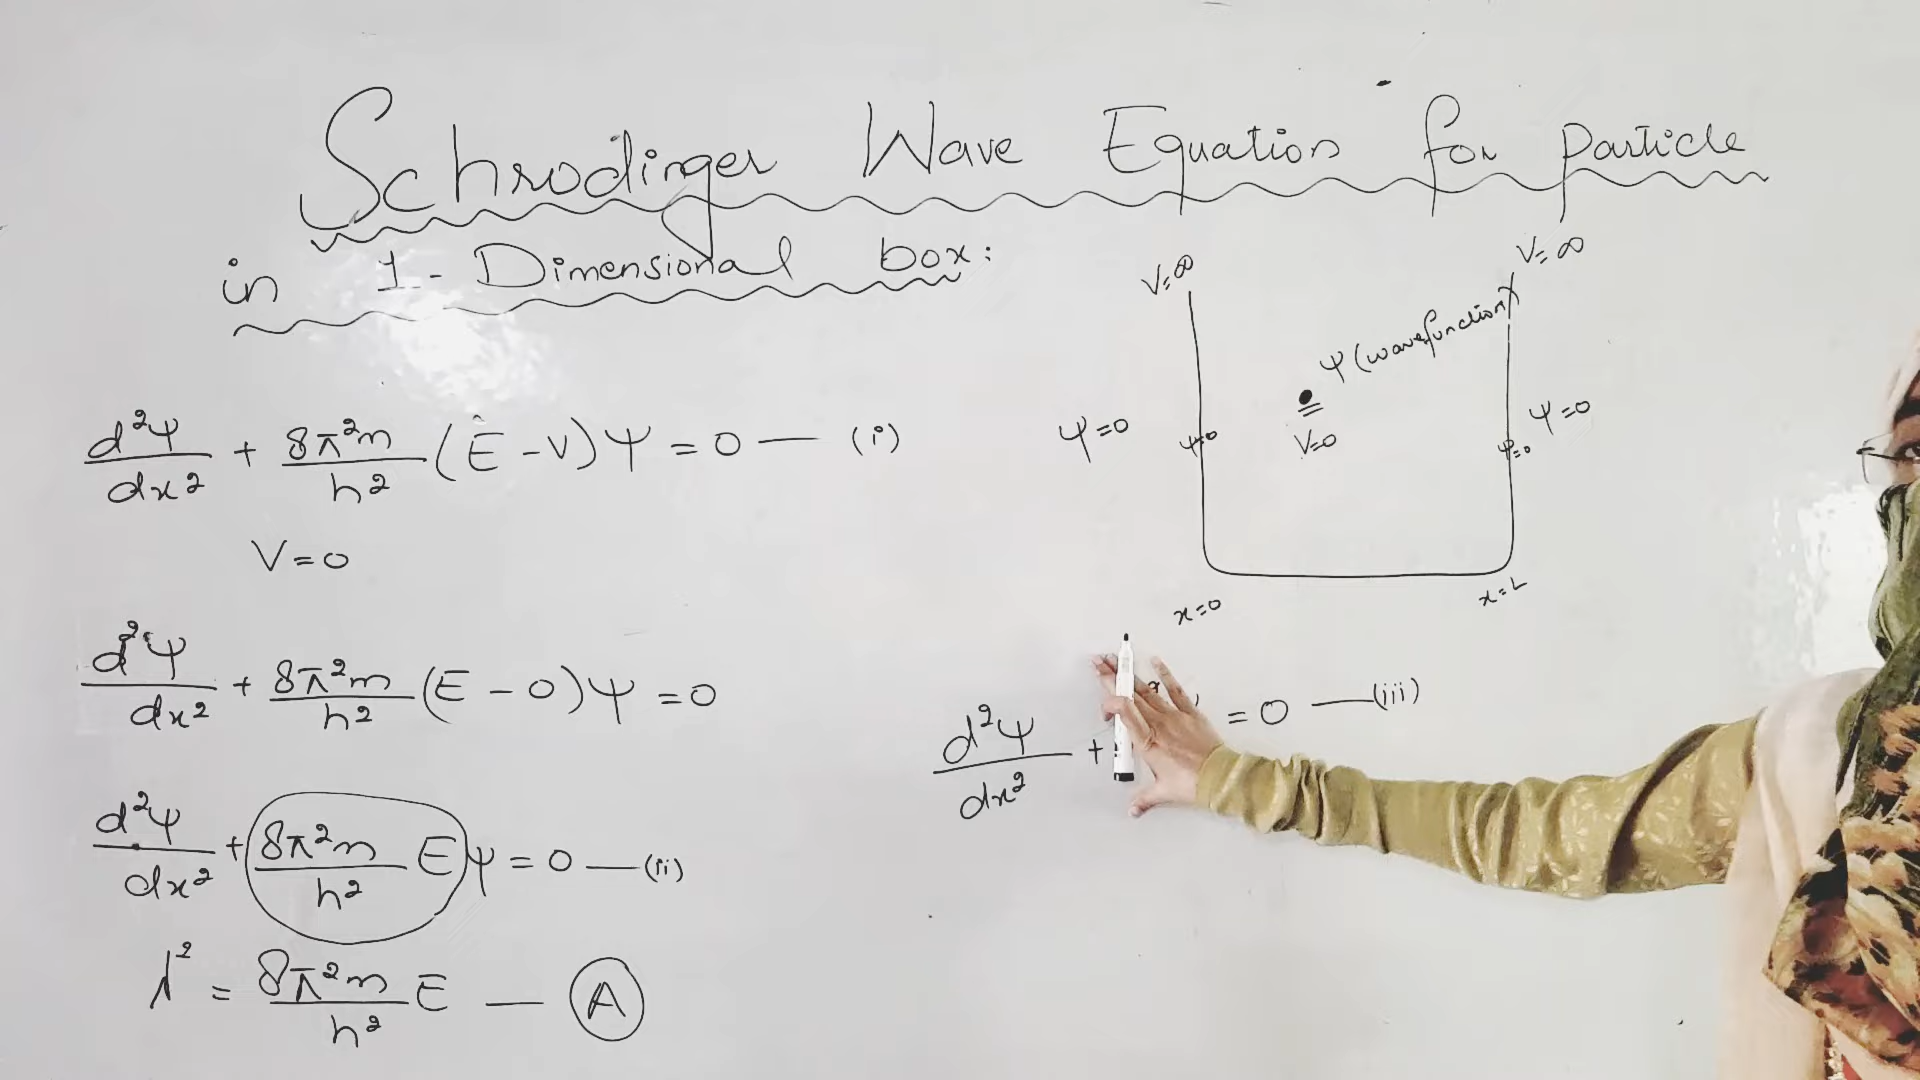 Schrodinger Wave Equation for Particle
in 1-Dimensional box:
d²ψ/dx² + 8π²m/h² (E - V)ψ = 0 — (i)
V = 0
d²ψ/dx² + 8π²m/h² (E - 0)ψ = 0
d²ψ/dx² + 8π²m/h² Eψ = 0 — (ii)
λ² = 8π²m/h² E — A
V=∞
V=∞
ψ (wavefunction)
ψ=0
ψ=0
V=0
ψ=0
ψ=0
x=0
x=L
d²ψ/dx² + = 0 — (iii)